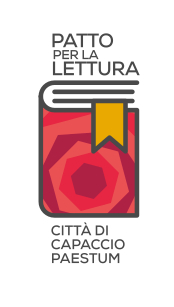 PATTO
PER LA
LETTURA
CITTÀ DI
CAPACCIO
PAESTUM